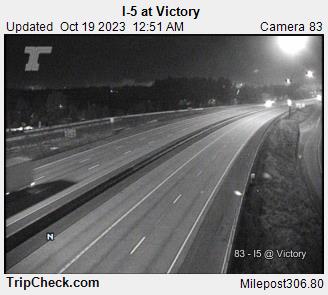 I-5 at Victory
Updated Oct 19 2023 12:51 AM Camera 83
T
N
83 - I5 @ Victory
TripCheck.com Milepost306.80